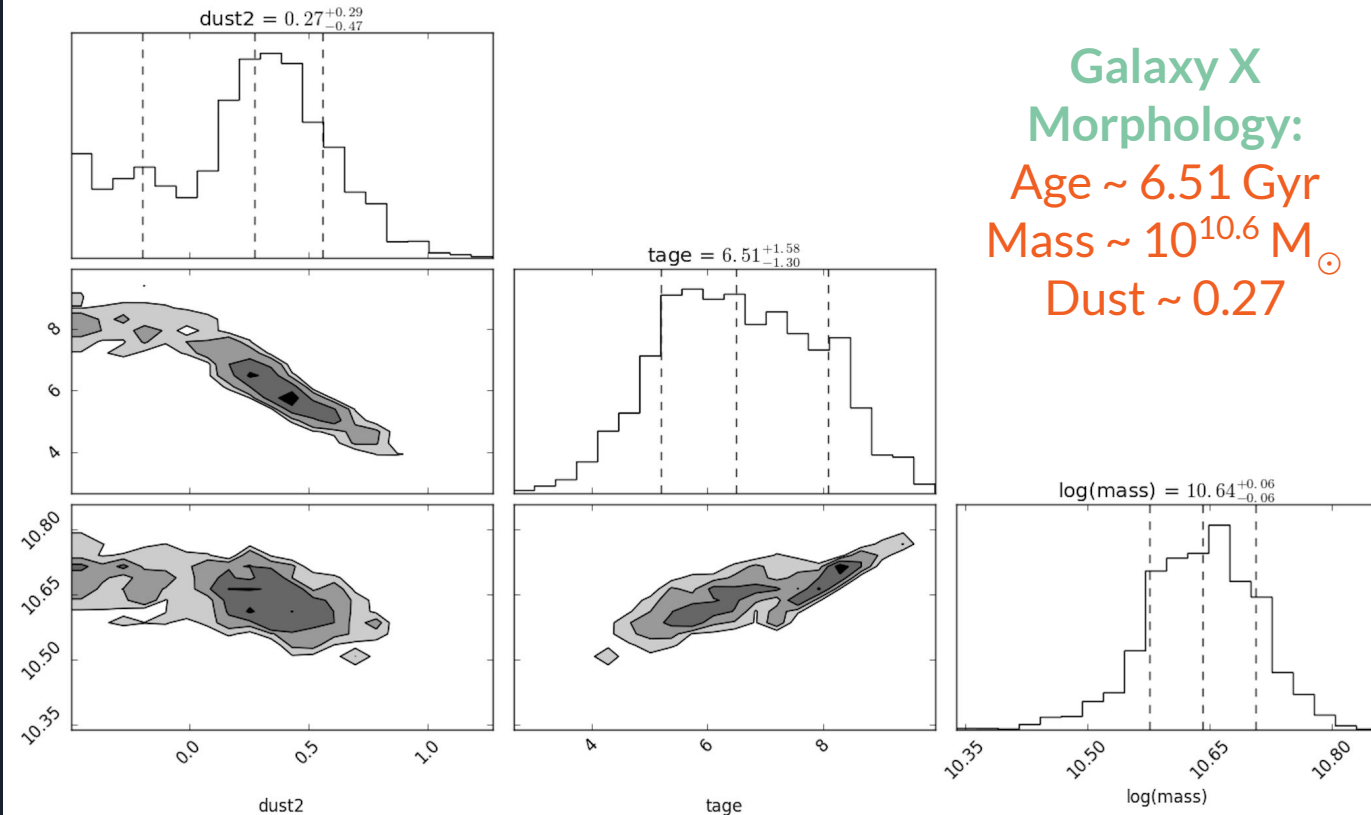 dust2 = 0.27+0.29−0.47
Galaxy X
Morphology:
Age ~ 6.51 Gyr
Mass ~ 10^10.6 M☉
Dust ~ 0.27
tage = 6.51+1.58−1.30
8
6
4
log(mass) = 10.64+0.06−0.06
10.80
10.65
10.50
10.35
0.0 0.5 1.0
dust2
4 6 8
tage
10.35 10.50 10.65 10.80
log(mass)